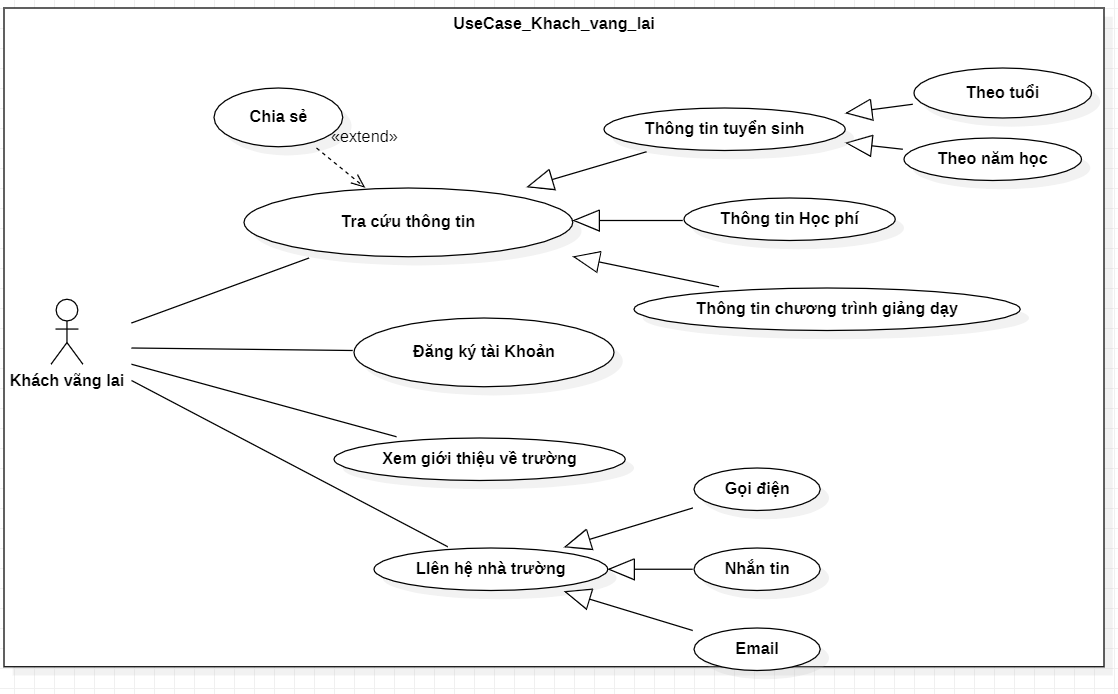 UseCase_Khach_vang_lai
Theo tuổi
Chia sẻ
Thông tin tuyển sinh
«extend»
Theo năm học
Tra cứu thông tin
Thông tin Học phí
Thông tin chương trình giảng dạy
Đăng ký tài Khoản
Khách vãng lai
Xem giới thiệu về trường
Gọi điện
LIên hệ nhà trường
Nhắn tin
Email